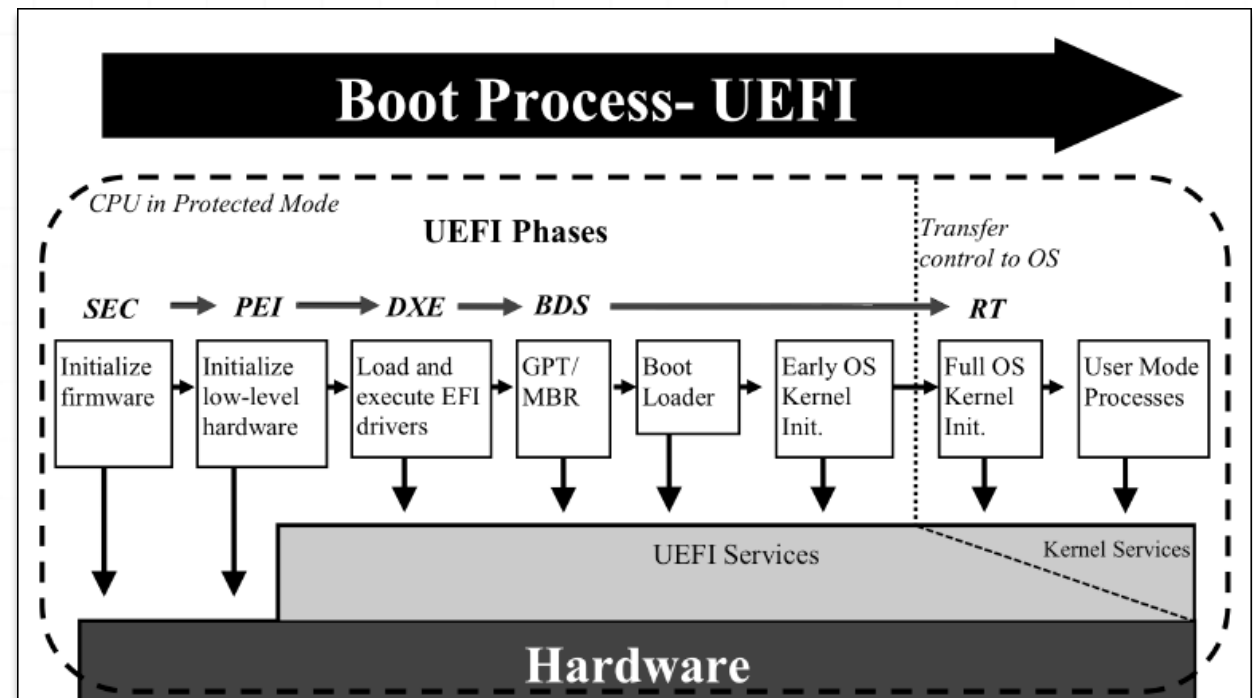 Boot Process- UEFI
CPU in Protected Mode
UEFI Phases
Transfer
control to OS
SEC
PEI
DXE
BDS
RT
Initialize
firmware
Initialize
low-level
hardware
Load and
execute EFI
drivers
GPT/
MBR
Boot
Loader
Early OS
Kernel
Init.
Full OS
Kernel
Init.
User Mode
Processes
UEFI Services
Kernel Services
Hardware